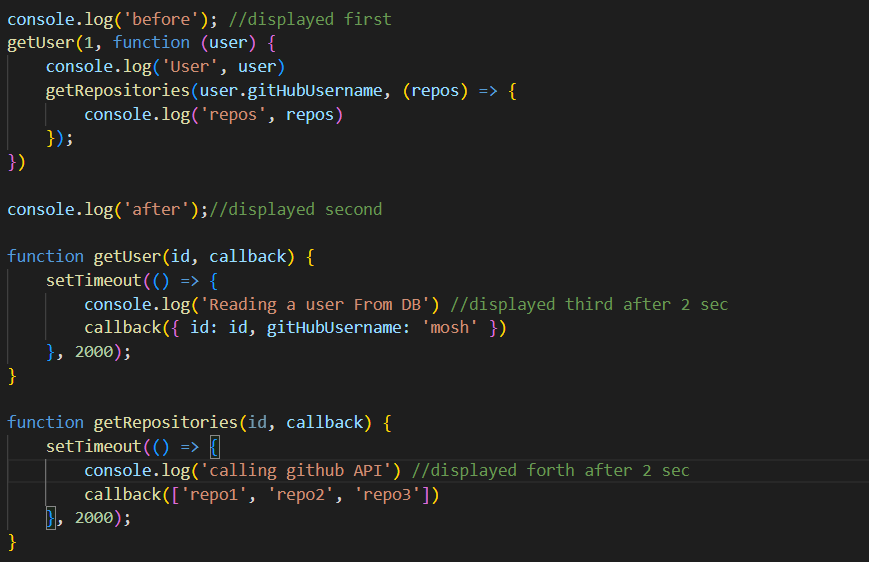 console.log('before'); //displayed first
getUser(1, function (user) {
    console.log('User', user)
    getRepositories(user.gitHubUsername, (repos) => {
        console.log('repos', repos)
    });
})

console.log('after');//displayed second

function getUser(id, callback) {
    setTimeout(() => {
        console.log('Reading a user From DB') //displayed third after 2 sec
        callback({ id: id, gitHubUsername: 'mosh' })
    }, 2000);
}

function getRepositories(id, callback) {
    setTimeout(() => {
        console.log('calling github API') //displayed forth after 2 sec
        callback(['repo1', 'repo2', 'repo3'])
    }, 2000);
}